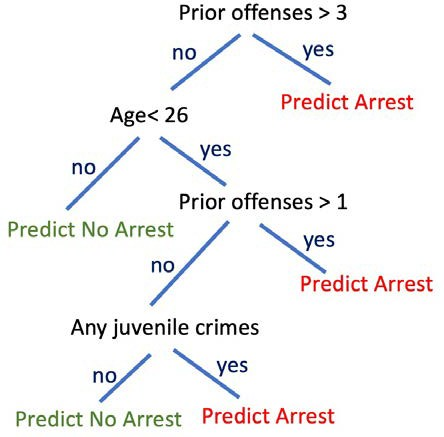 Prior offenses > 3
no
yes
Age< 26
Predict Arrest
no
yes
Prior offenses > 1
Predict No Arrest
no
yes
Predict Arrest
Any juvenile crimes
no
yes
Predict No Arrest
Predict Arrest